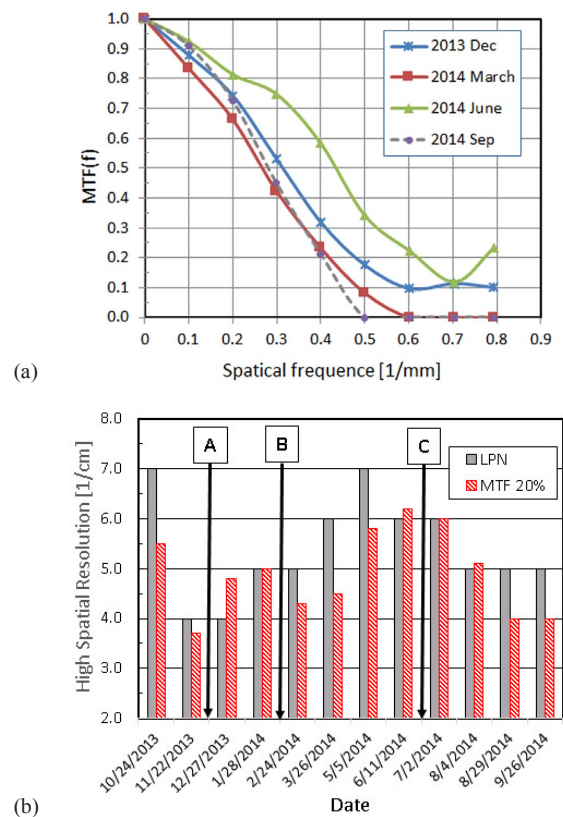 1.0
0.9
0.8
0.7
0.6
0.5
0.4
0.3
0.2
0.1
0.0
MTF(f)
2013 Dec
2014 March
2014 June
2014 Sep
0 0.1 0.2 0.3 0.4 0.5 0.6 0.7 0.8 0.9
Spatical frequence [1/mm]
(a)
8.0
7.0
6.0
5.0
4.0
3.0
2.0
High Spatial Resolution [1/cm]
A B C
LPN
MTF 20%
10/24/2013 11/22/2013 12/27/2013 1/28/2014 2/24/2014 3/26/2014 5/5/2014 6/11/2014 7/2/2014 8/4/2014 8/29/2014 9/26/2014
Date
(b)